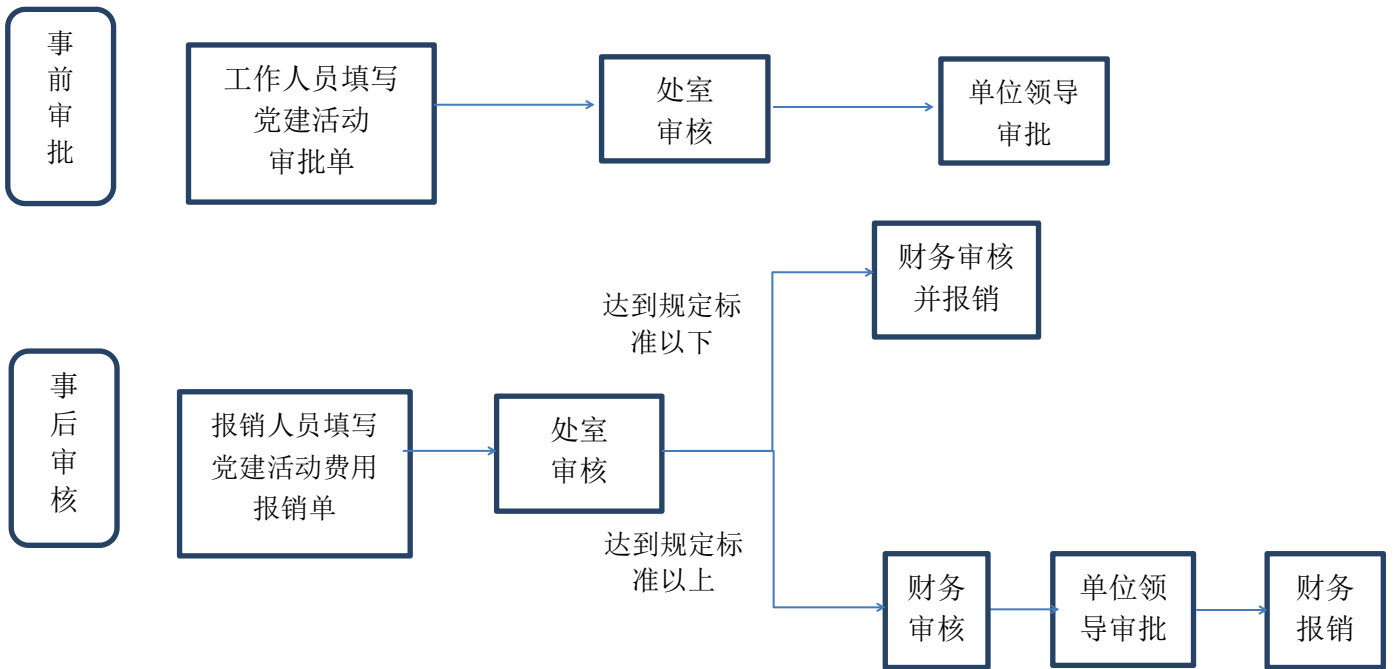 事
前
审
批
工作人员填写
党建活动
审批单
处室
审核
单位领导
审批
财务审核
并报销
达到规定标
准以下
事
后
审
核
报销人员填写
党建活动费用
报销单
处室
审核
达到规定标
准以上
财务
审核
单位领
导审批
财务
报销